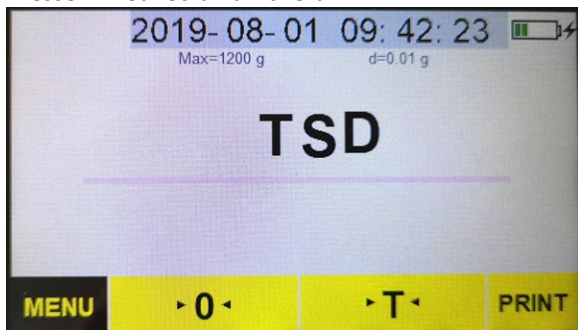 2019-08-01 09:42:23
Max=1200 g d=0.01 g
TSD
MENU ▸0◂ ▸T◂ PRINT